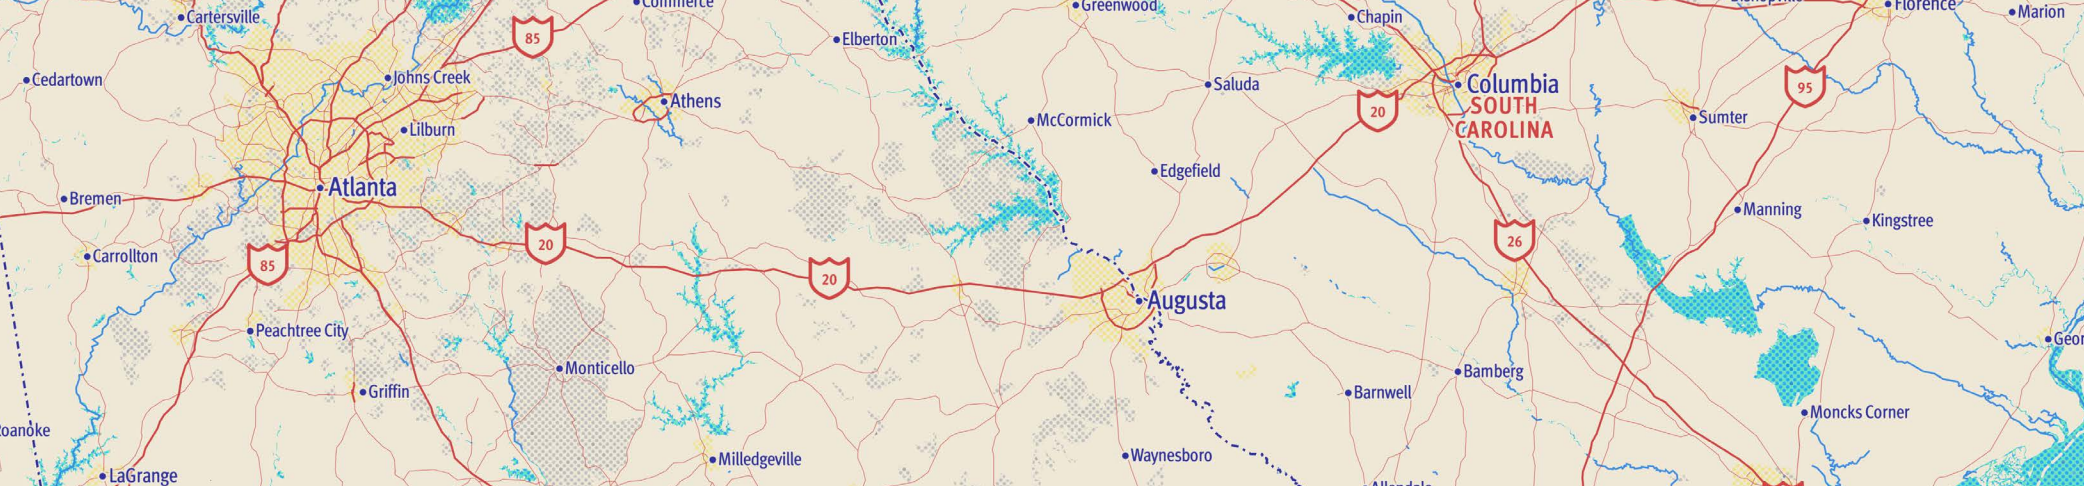 Commerce
Greenwood
Florence
Cartersville
Chapin
Marion
85
Elberton
Cedartown
Johns Creek
Saluda
Columbia
95
Athens
SOUTH
CAROLINA
20
Lilburn
McCormick
Sumter
Edgefield
Atlanta
Bremen
Manning
Kingstree
20
26
Carrollton
85
20
Augusta
Peachtree City
Monticello
Bamberg
Griffin
Barnwell
Moncks Corner
Milledgeville
Waynesboro
LaGrange